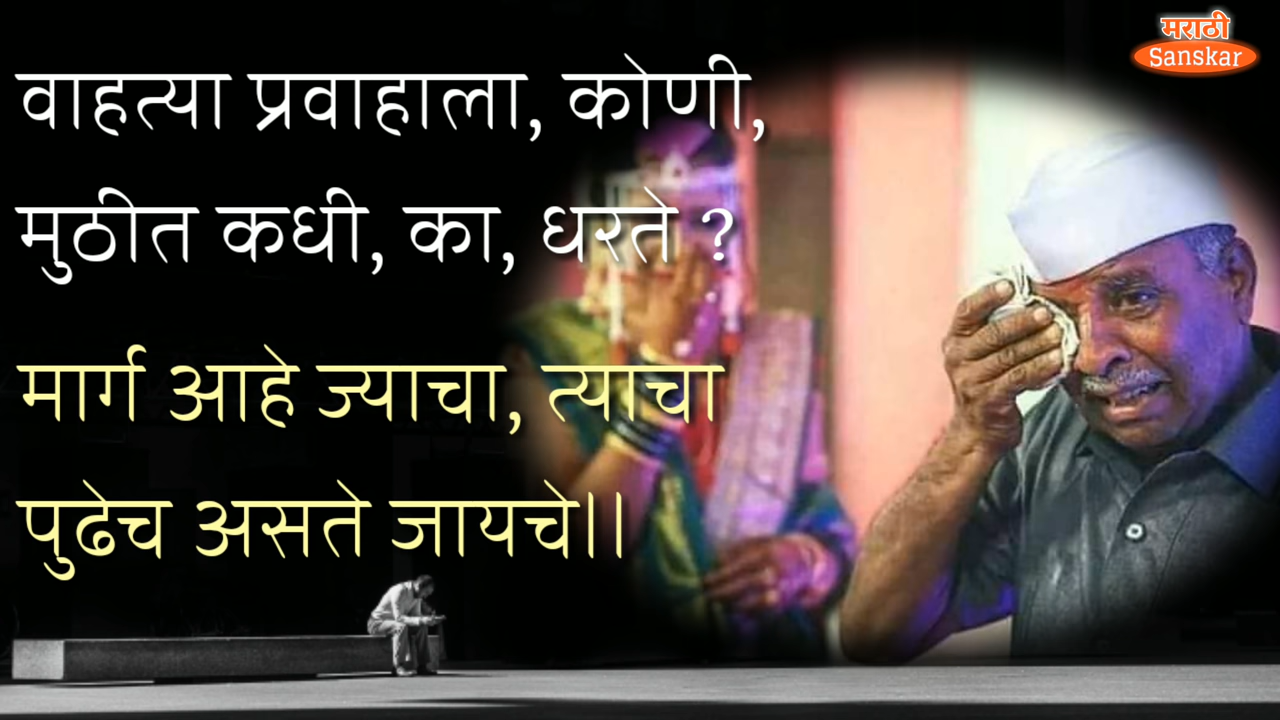 मराठी
Sanskar
वाहत्या प्रवाहाला, कोणी,
मुठीत कधी, का, धरते ?
मार्ग आहे ज्याचा, त्याचा
पुढेच असते जायचे।।